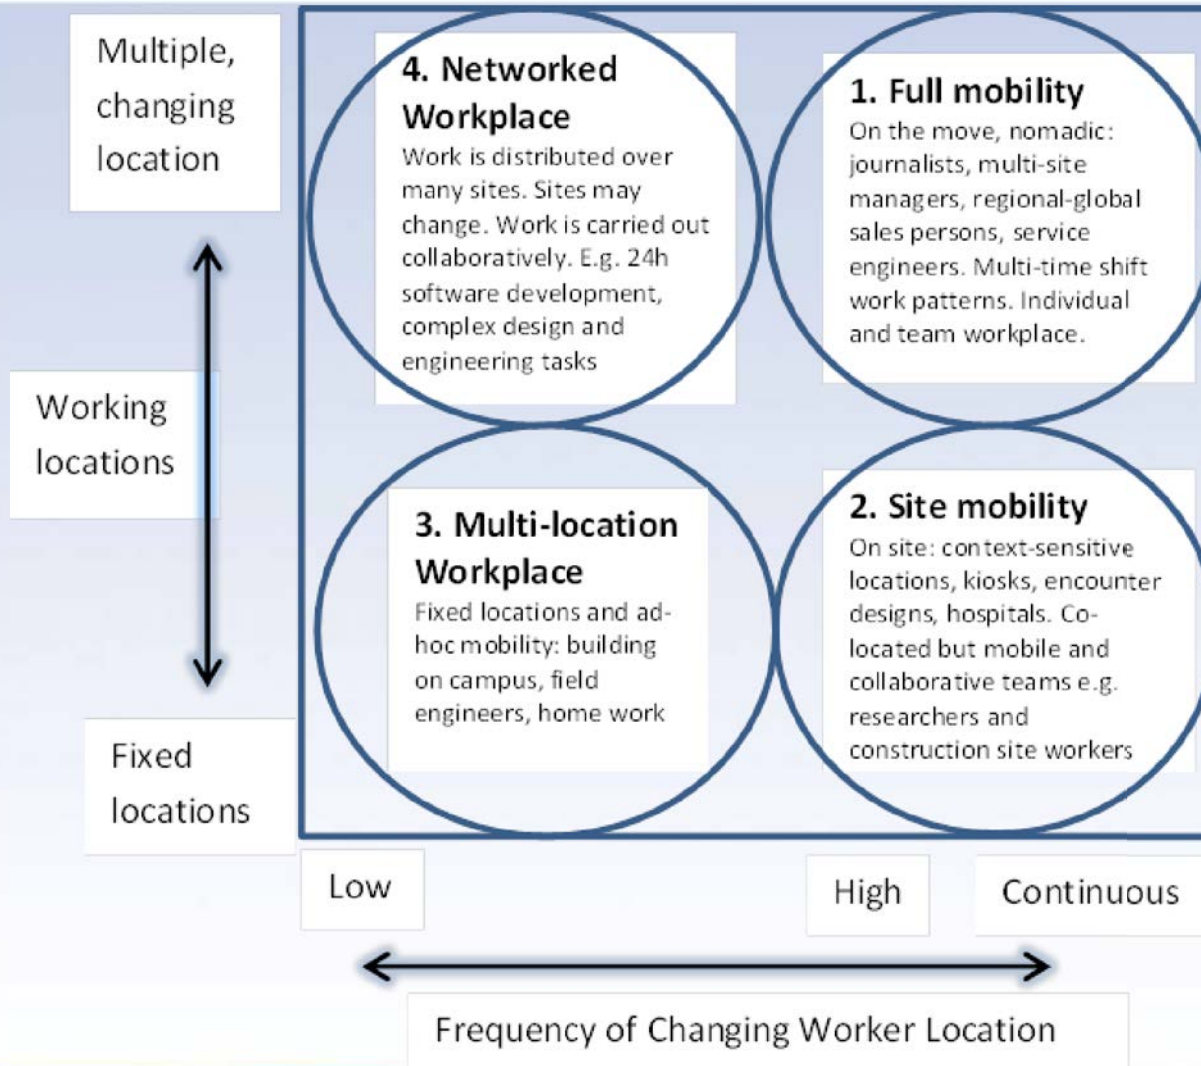 Multiple,
changing
location
Working
locations
Fixed
locations
4. Networked
Workplace
Work is distributed over
many sites. Sites may
change. Work is carried out
collaboratively. E.g. 24h
software development,
complex design and
engineering tasks
1. Full mobility
On the move, nomadic:
journalists, multi-site
managers, regional-global
sales persons, service
engineers. Multi-time shift
work patterns. Individual
and team workplace.
3. Multi-location
Workplace
Fixed locations and ad-
hoc mobility: building
on campus, field
engineers, home work
2. Site mobility
On site: context-sensitive
locations, kiosks, encounter
designs, hospitals. Co-
located but mobile and
collaborative teams e.g.
researchers and
construction site workers
Low
High
Continuous
Frequency of Changing Worker Location